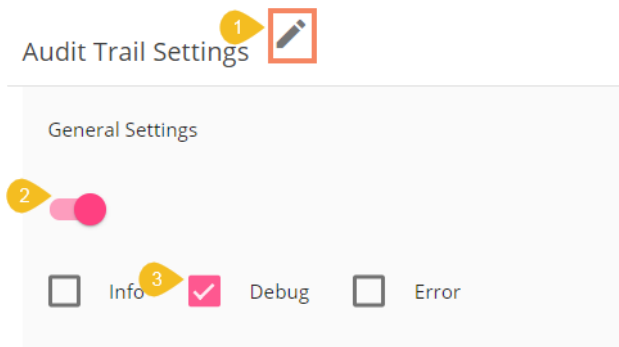 1
Audit Trail Settings
General Settings
2
3
Info Debug Error